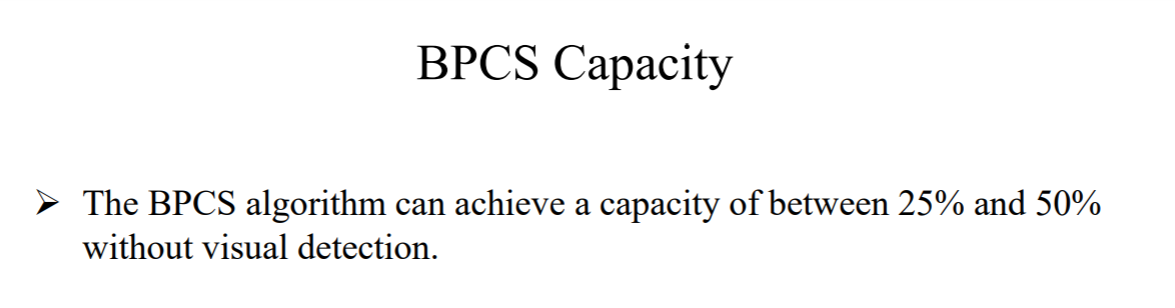 BPCS Capacity
➢ The BPCS algorithm can achieve a capacity of between 25% and 50%
without visual detection.